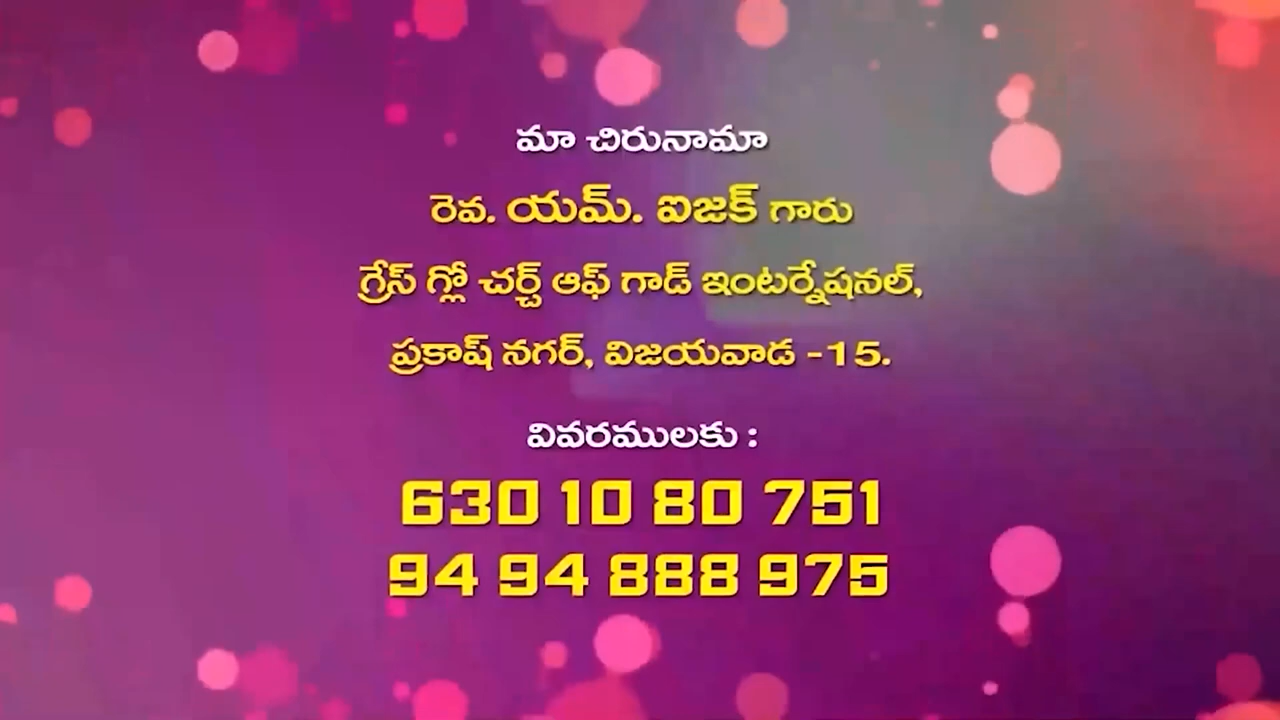 మా చిరునామా
రెవ. యమ్. ఐజక్ గారు
గ్రేస్ గ్లో చర్చ్ ఆఫ్ గాడ్ ఇంటర్నేషనల్,
ప్రకాష్ నగర్, విజయవాడ -15.
వివరములకు :
630 10 80 751
94 94 888 975